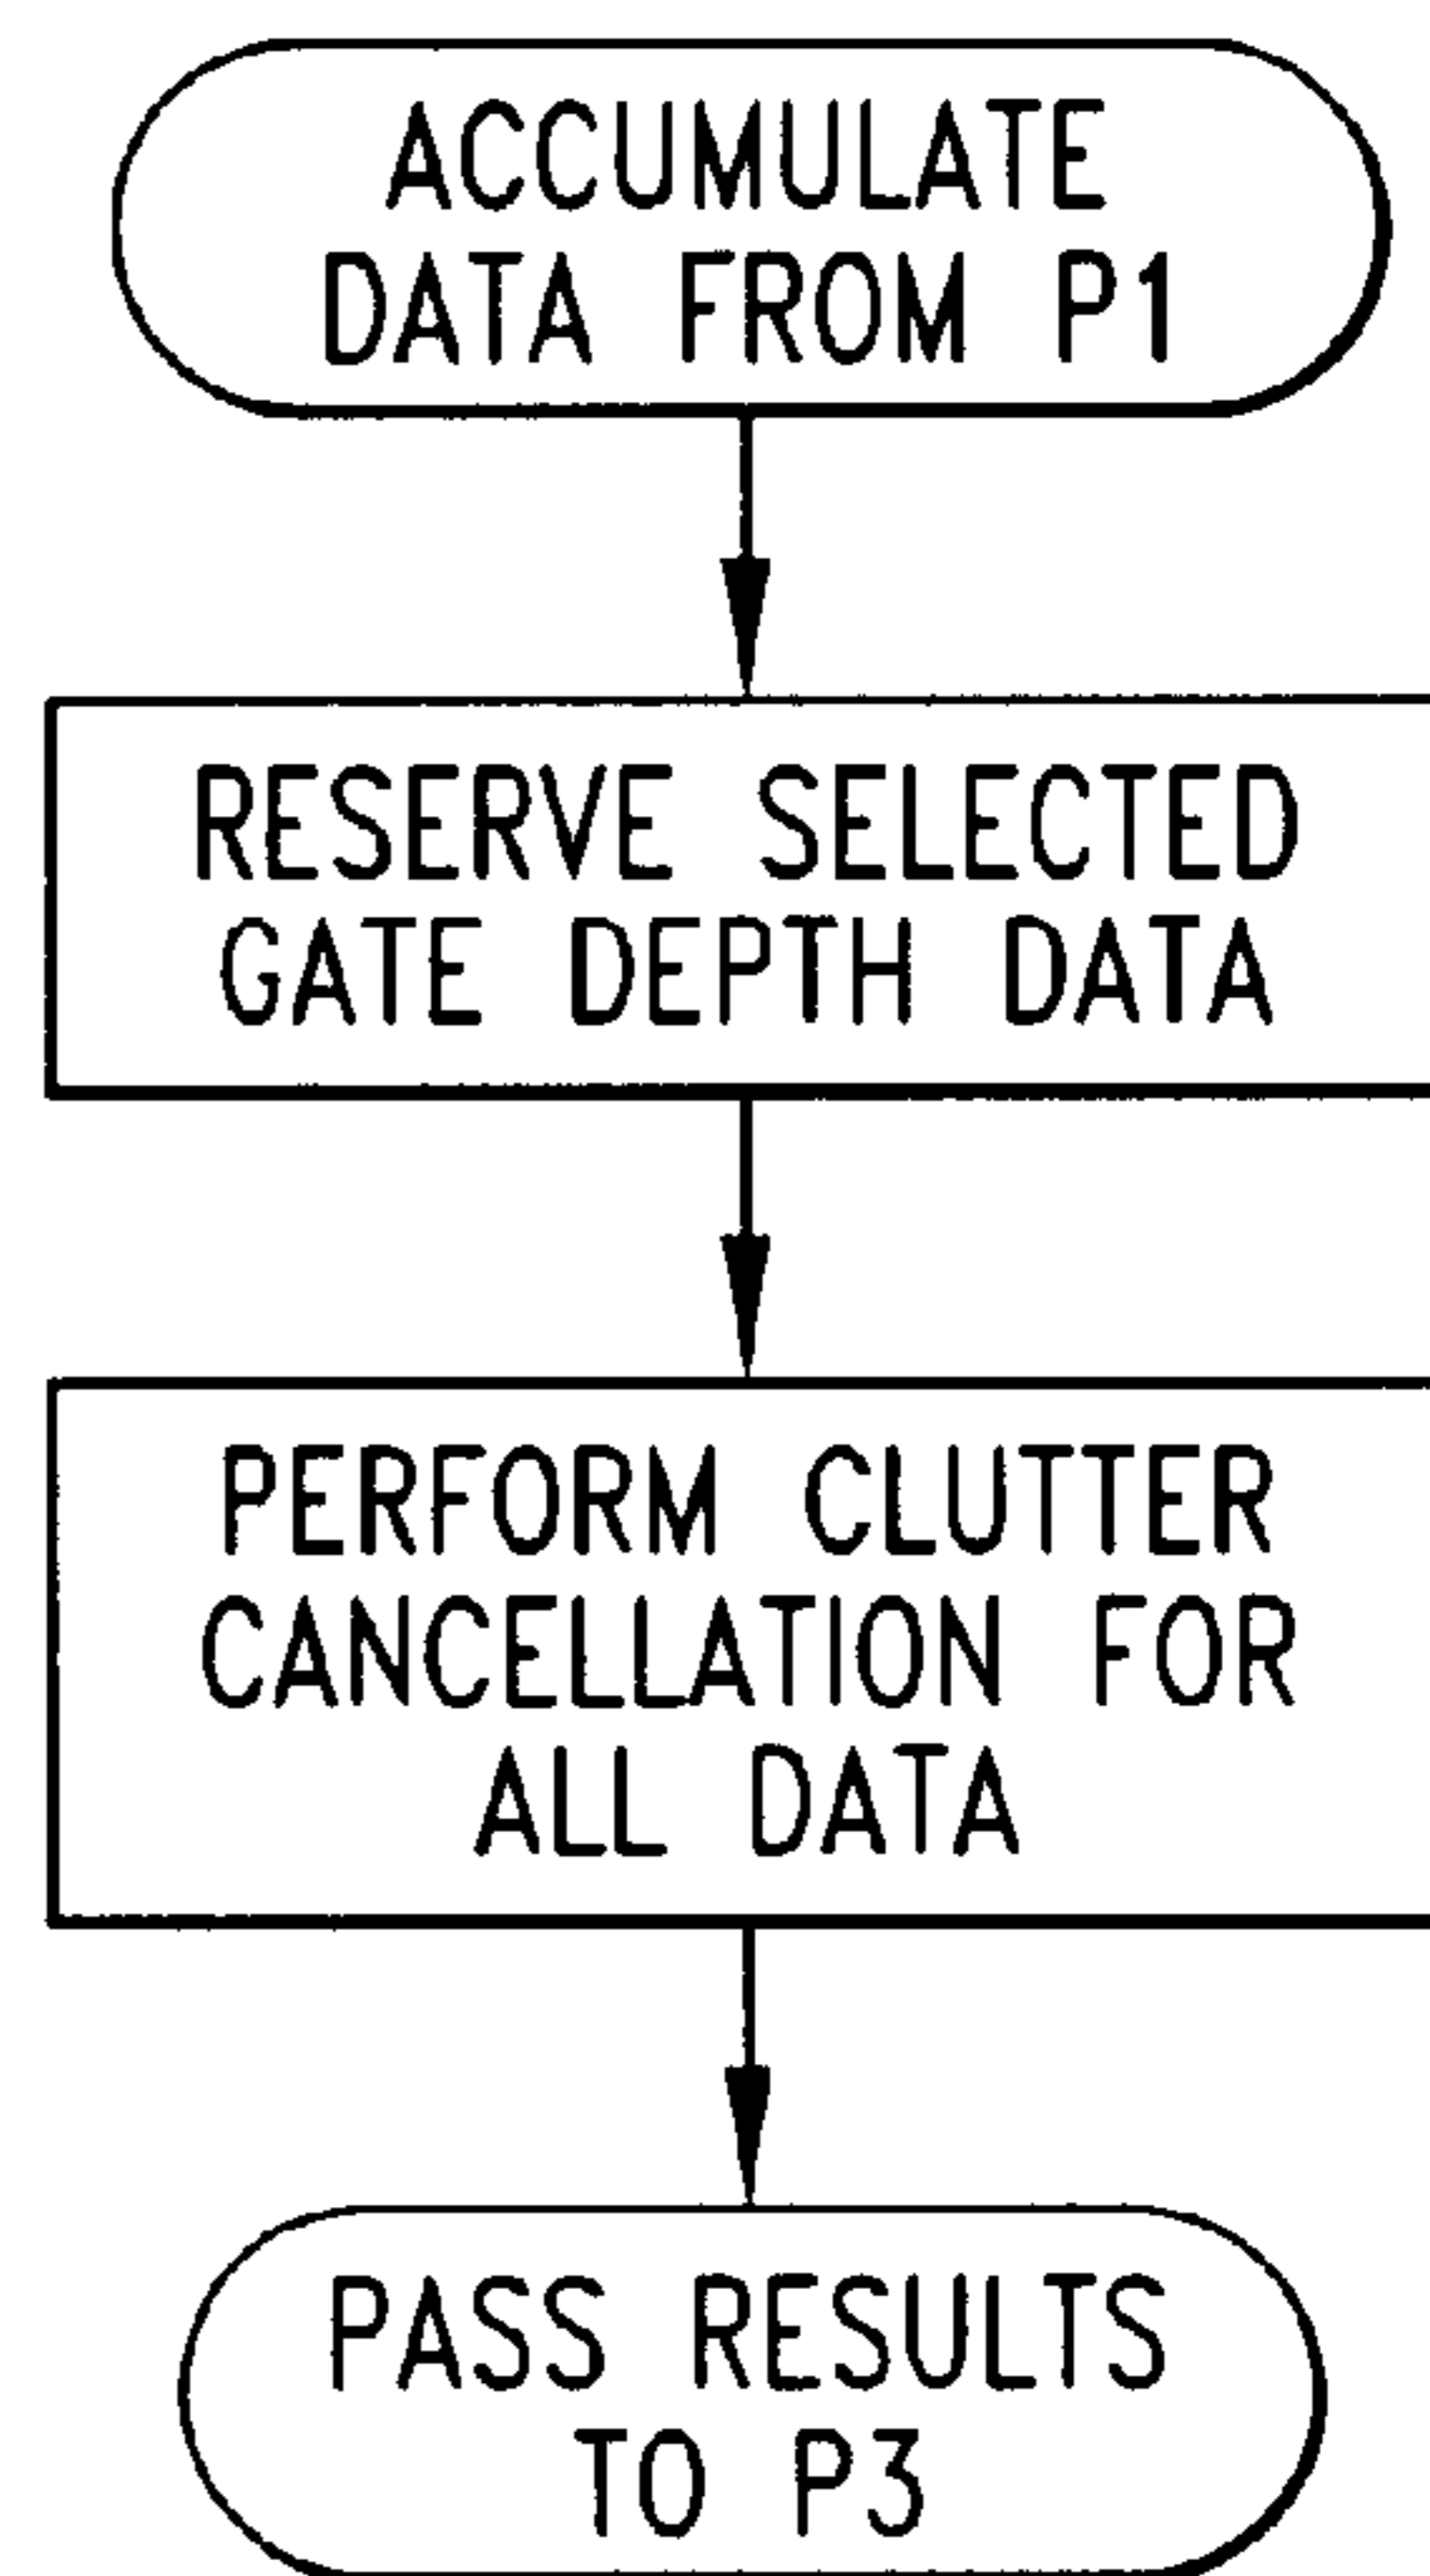 ACCUMULATE
DATA FROM P1
RESERVE SELECTED
GATE DEPTH DATA
PERFORM CLUTTER
CANCELLATION FOR
ALL DATA
PASS RESULTS
TO P3